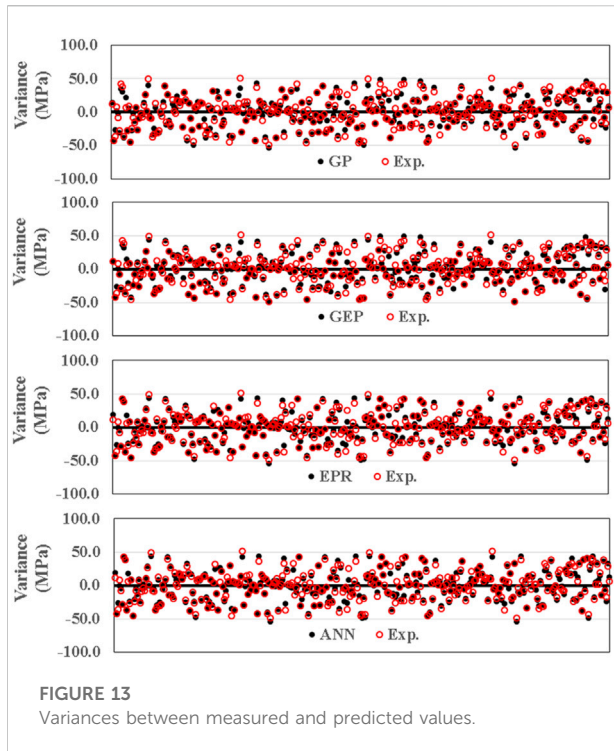 100.0
50.0
0.0
-50.0
-100.0
Variance
(MPa)
GP Exp.
100.0
50.0
0.0
-50.0
-100.0
Variance
(MPa)
GEP Exp.
100.0
50.0
0.0
-50.0
-100.0
Variance
(MPa)
EPR Exp.
100.0
50.0
0.0
-50.0
-100.0
Variance
(MPa)
ANN Exp.
FIGURE 13
Variances between measured and predicted values.